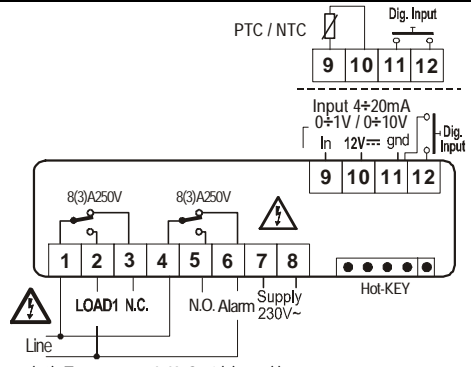 PTC / NTC
Dig. Input
9 10 11 12
Input 4÷20mA
0÷1V / 0÷10V
In 12V gnd
Dig.
Input
9 10 11 12
8(3)A250V 8(3)A250V
1 2 3 4 5 6 7 8
Hot-KEY
LOAD1 N.C. N.O. Alarm Supply
230V~
Line